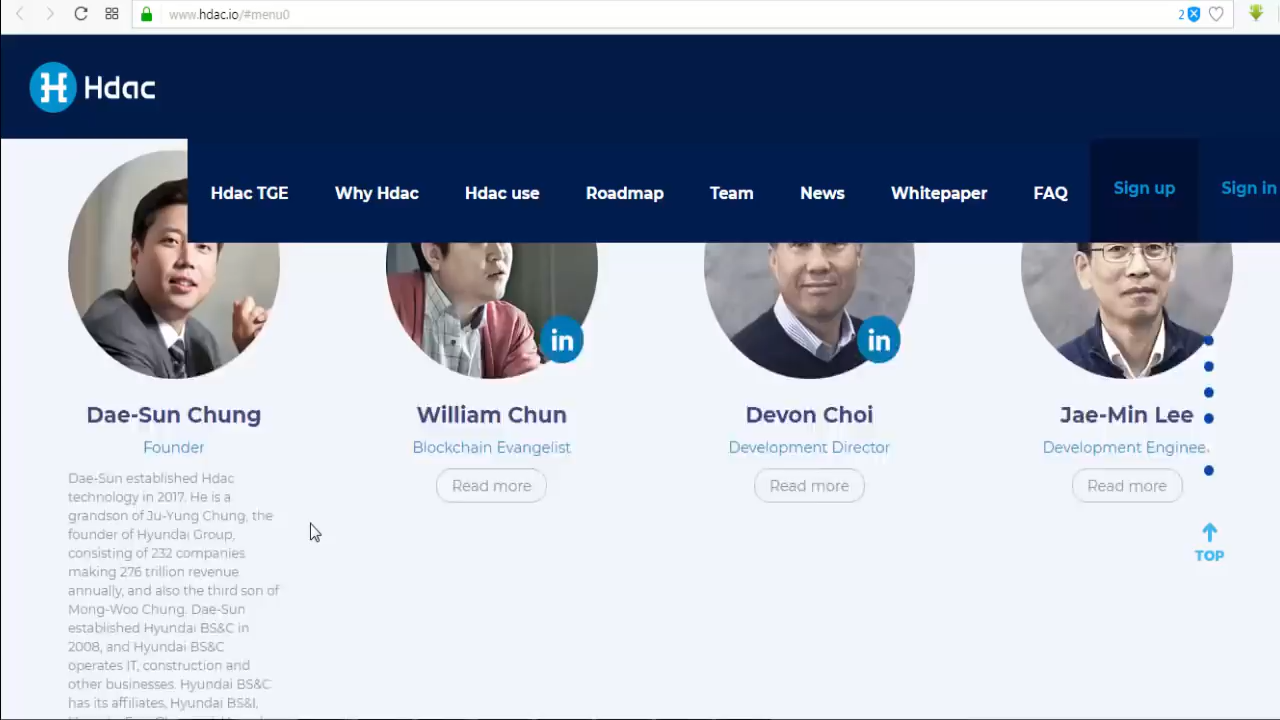 www.hdac.io/#menu0
2
Hdac
Hdac TGE Why Hdac Hdac use Roadmap Team News Whitepaper FAQ Sign up Sign in
in in
Dae-Sun Chung William Chun Devon Choi Jae-Min Lee
Founder Blockchain Evangelist Development Director Development Enginee
Read more Read more Read more
Dae-Sun established Hdac
technology in 2017. He is a
grandson of Ju-Yung Chung, the
founder of Hyundai Group,
consisting of 232 companies
making 276 trillion revenue
annually, and also the third son of
Mong-Woo Chung. Dae-Sun
established Hyundai BS&C in
2008, and Hyundai BS&C
operates IT, construction and
other businesses. Hyundai BS&C
has its affiliates, Hyundai BS&I,
TOP